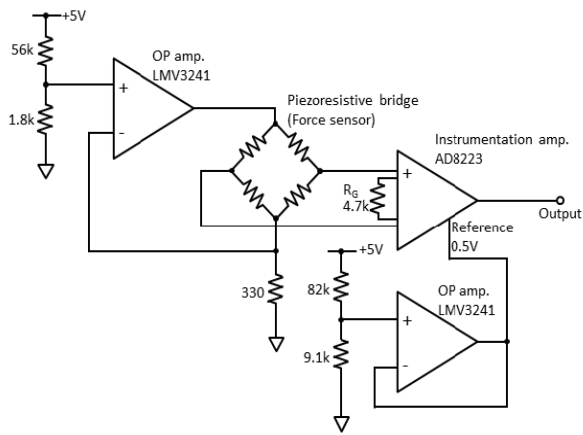 +5V
56k
1.8k
OP amp.
LMV3241
+
-
Piezoresistive bridge
(Force sensor)
Instrumentation amp.
AD8223
+
-
RG
4.7k
Output
Reference
0.5V
330
+5V
82k
9.1k
OP amp.
LMV3241
+
-